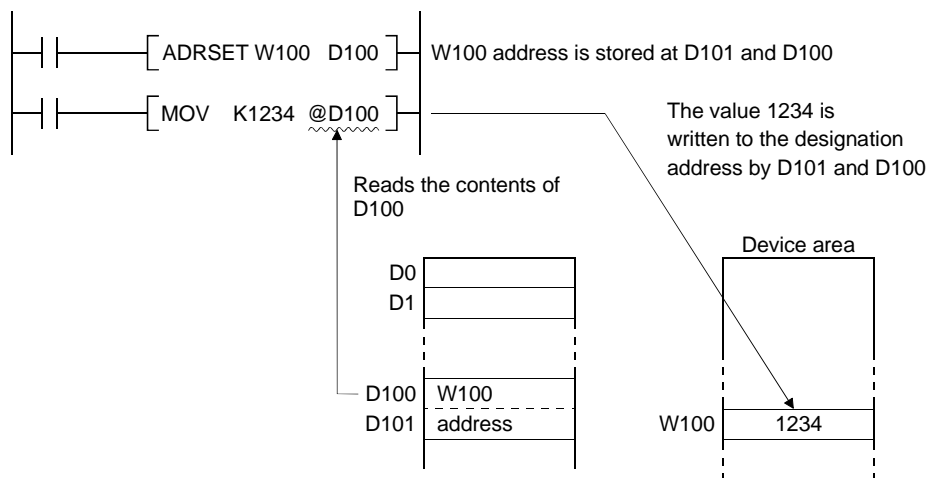 ADRSET W100 D100
W100 address is stored at D101 and D100
MOV K1234 @D100
The value 1234 is
written to the designation
address by D101 and D100
Reads the contents of
D100
Device area
D0
D1
D100 W100
D101 address
W100 1234